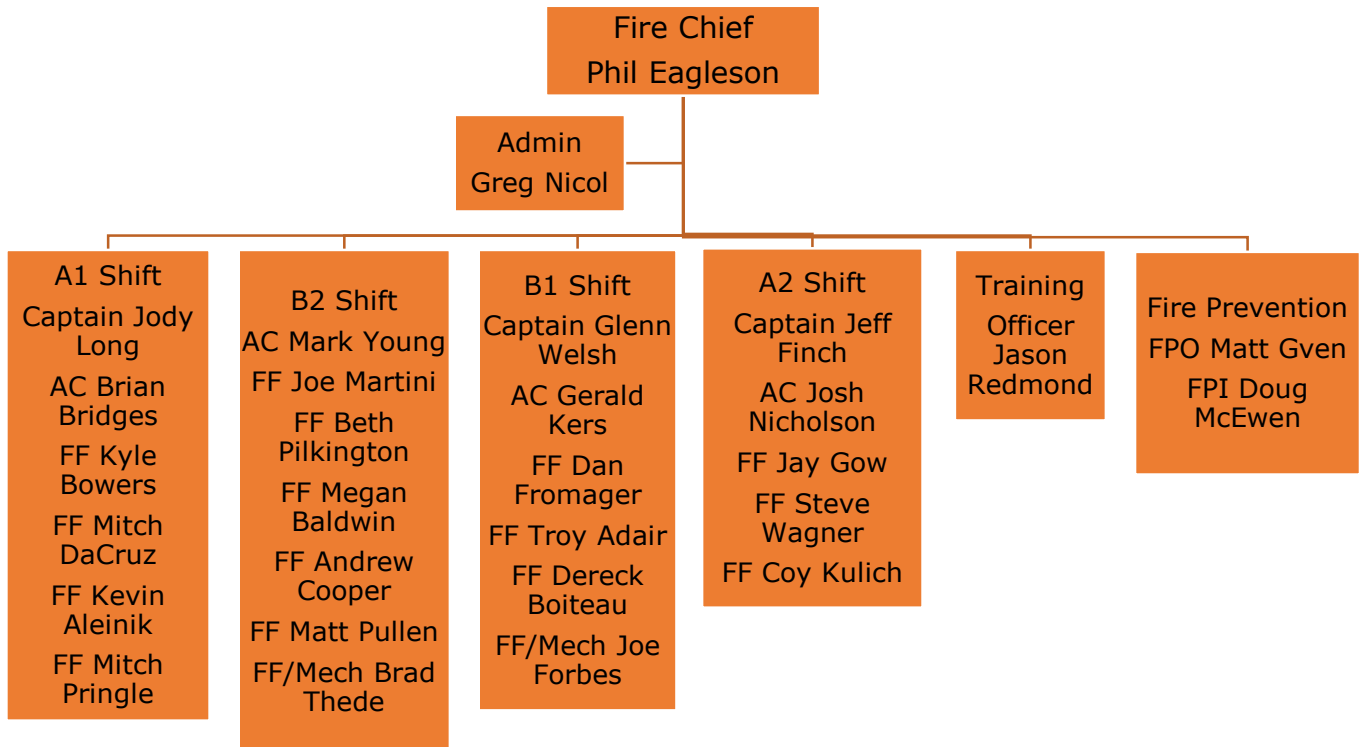 Fire Chief
Phil Eagleson
Admin
Greg Nicol
A1 Shift
Captain Jody
Long
AC Brian
Bridges
FF Kyle
Bowers
FF Mitch
DaCruz
FF Kevin
Aleinik
FF Mitch
Pringle
B2 Shift
AC Mark Young
FF Joe Martini
FF Beth
Pilkington
FF Megan
Baldwin
FF Andrew
Cooper
FF Matt Pullen
FF/Mech Brad
Thede
B1 Shift
Captain Glenn
Welsh
AC Gerald
Kers
FF Dan
Fromager
FF Troy Adair
FF Dereck
Boiteau
FF/Mech Joe
Forbes
A2 Shift
Captain Jeff
Finch
AC Josh
Nicholson
FF Jay Gow
FF Steve
Wagner
FF Coy Kulich
Training
Officer
Jason
Redmond
Fire Prevention
FPO Matt Gven
FPI Doug
McEwen